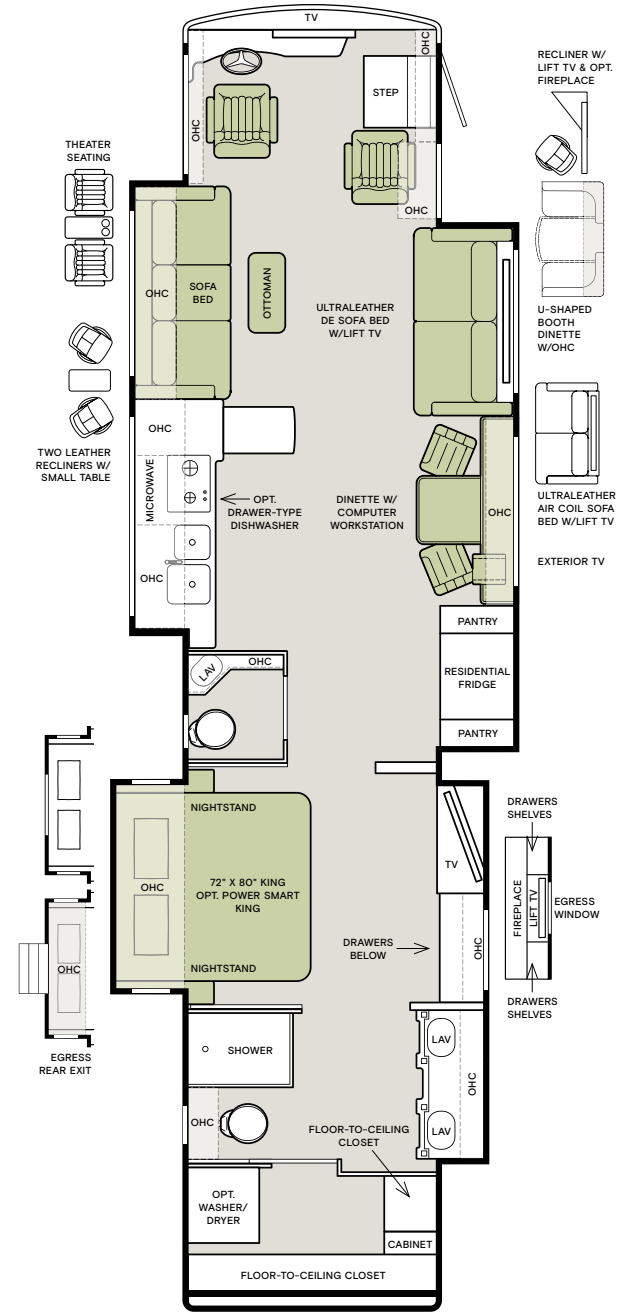 TV
OHC
STEP
OHC
OHC
RECLINER W/
LIFT TV & OPT.
FIREPLACE
THEATER
SEATING
OHC
SOFA
BED
OTTOMAN
ULTRALEATHER
DE SOFA BED
W/LIFT TV
U-SHAPED
BOOTH
DINETTE
W/OHC
TWO LEATHER
RECLINERS W/
SMALL TABLE
OHC
MICROWAVE
OPT.
DRAWER-TYPE
DISHWASHER
DINETTE W/
COMPUTER
WORKSTATION
OHC
ULTRALEATHER
AIR COIL SOFA
BED W/LIFT TV
EXTERIOR TV
OHC
PANTRY
RESIDENTIAL
FRIDGE
PANTRY
LAV
OHC
NIGHTSTAND
OHC
72" X 80" KING
OPT. POWER SMART
KING
NIGHTSTAND
TV
DRAWERS
BELOW
OHC
DRAWERS
SHELVES
FIREPLACE
LIFT TV
EGRESS
WINDOW
DRAWERS
SHELVES
OHC
EGRESS
REAR EXIT
SHOWER
LAV
OHC
LAV
OHC
FLOOR-TO-CEILING
CLOSET
OPT.
WASHER/
DRYER
CABINET
FLOOR-TO-CEILING CLOSET